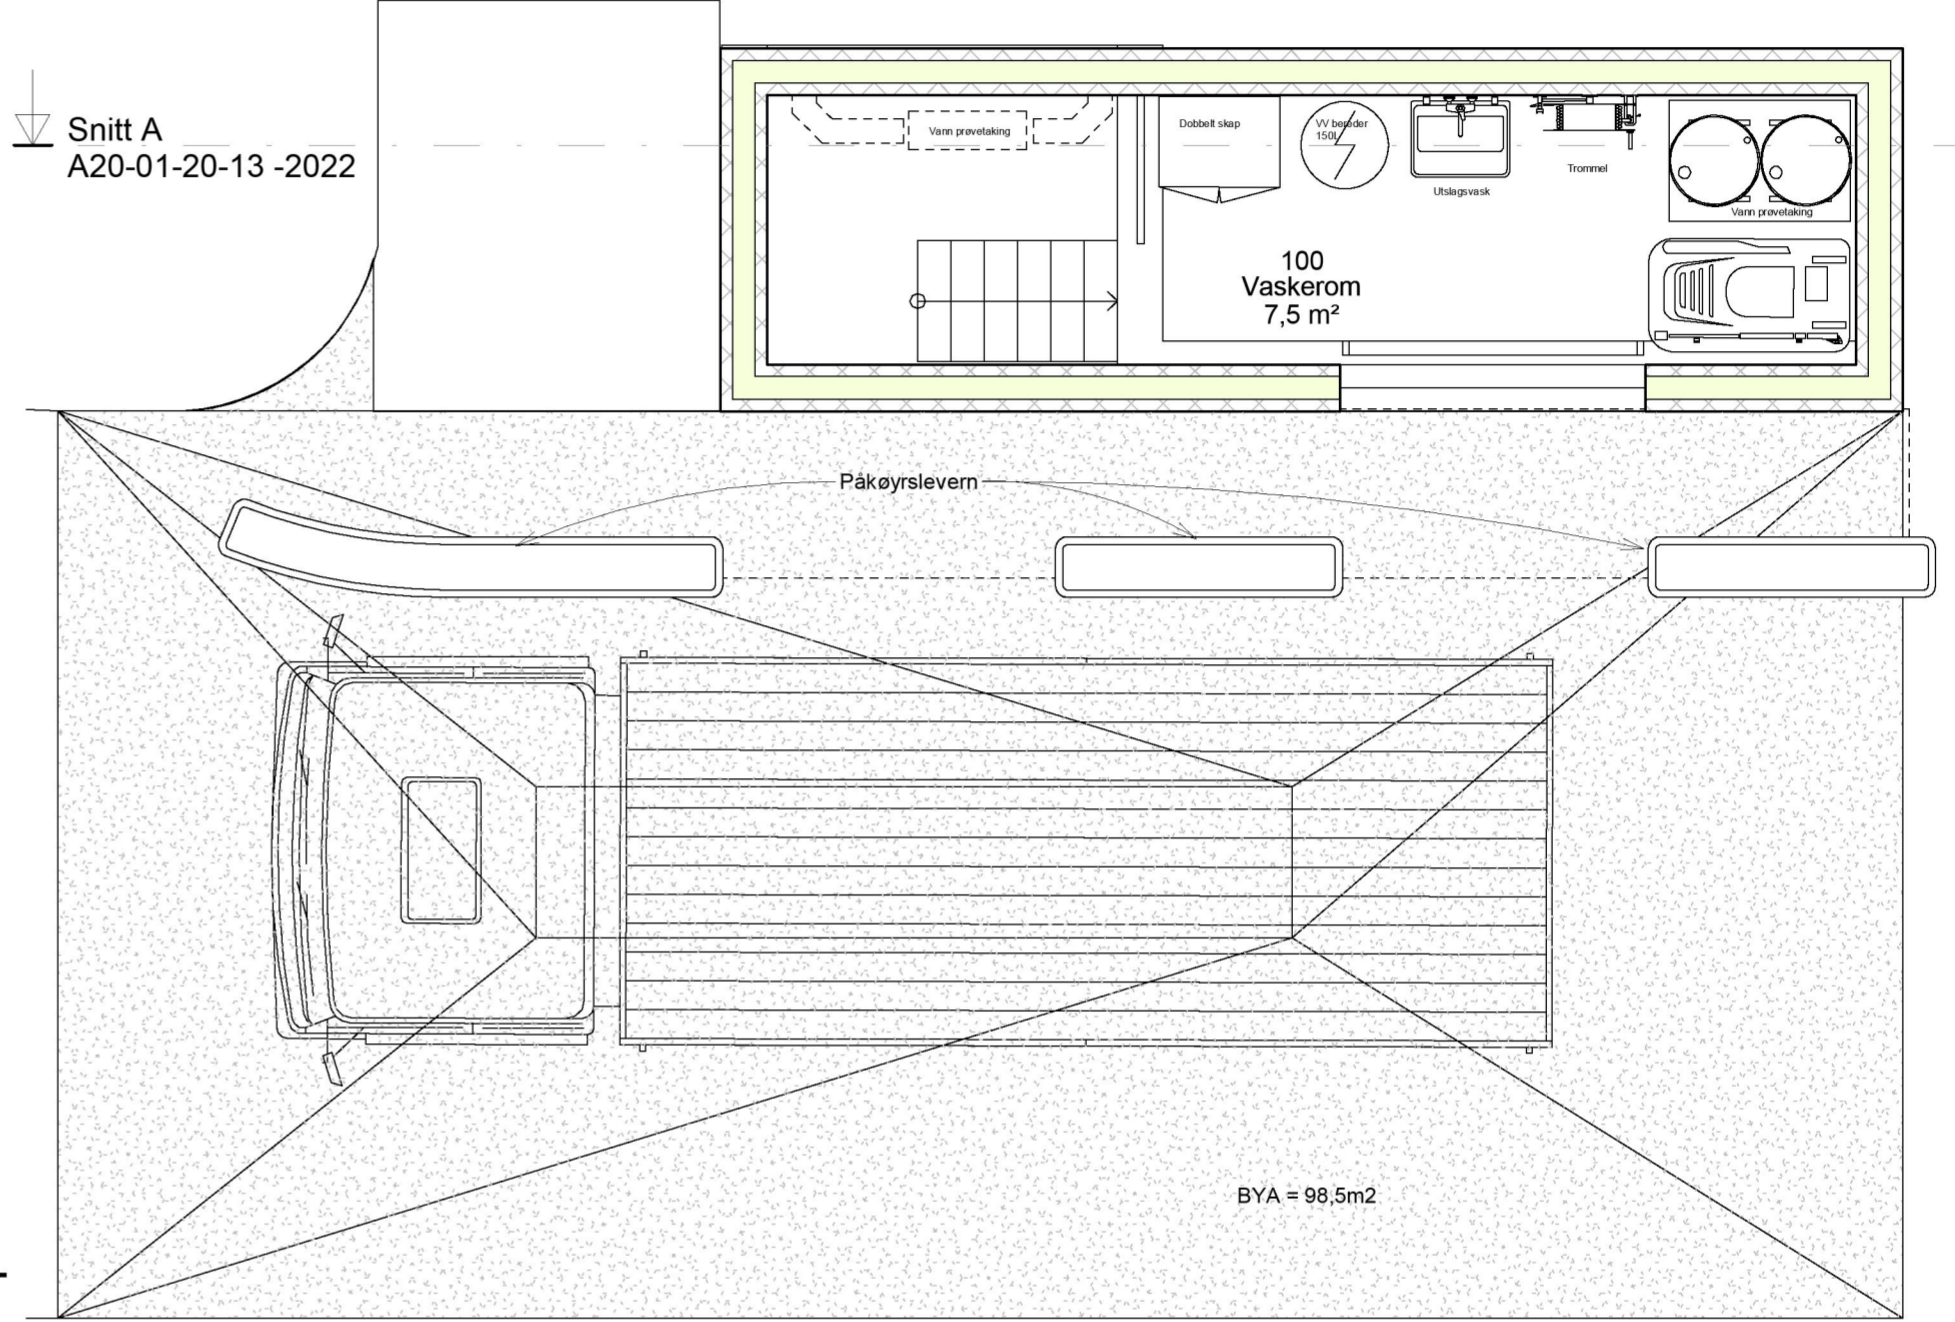 Snitt A
A20-01-20-13 -2022
Vann prøvetaking
Dobbelt skap
VV bereder
150L
Utslagsvask
Trommel
Vann prøvetaking
100
Vaskerom
7,5 m²
Påkøyrslevern
BYA = 98,5m2